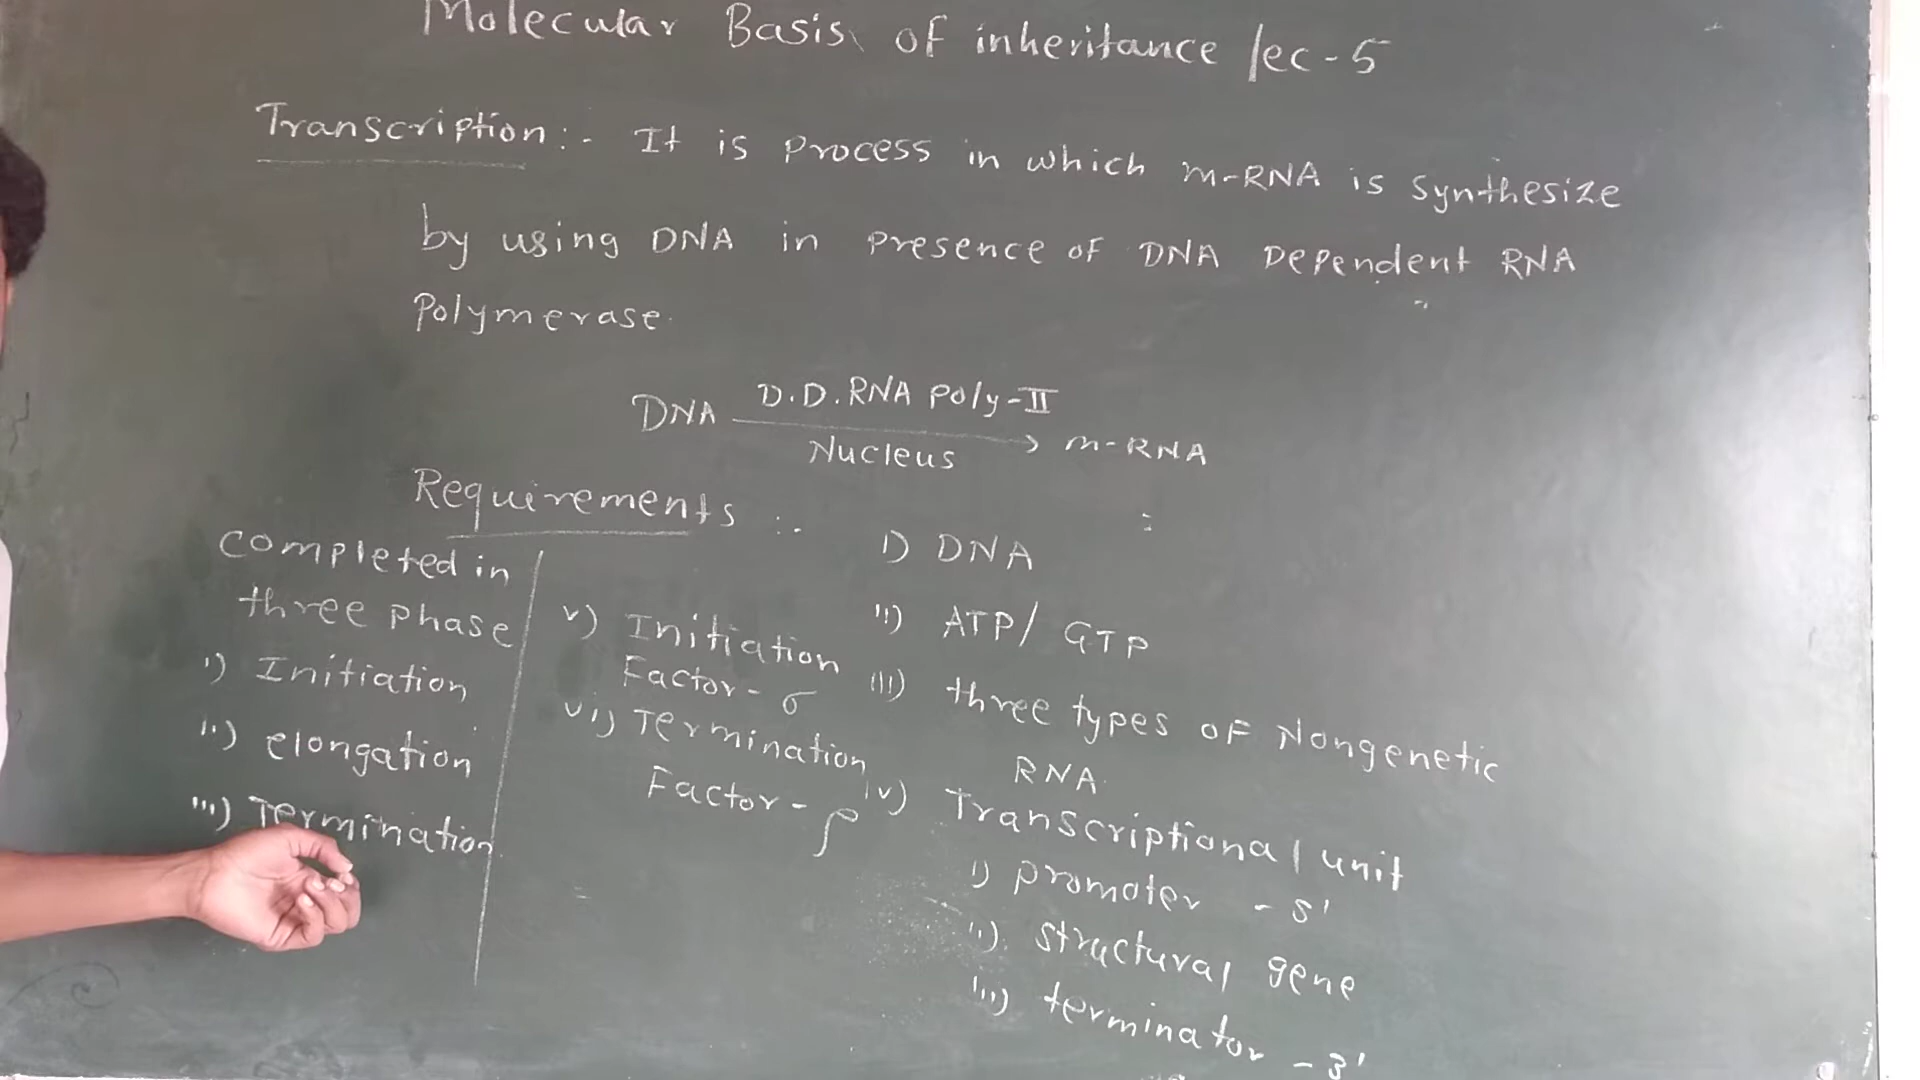 Molecular Basis of inheritance lec-5
Transcription :- It is process in which m-RNA is synthesize
by using DNA in presence of DNA Dependent RNA
Polymerase.
DNA D.D.RNA Poly-II → m-RNA
Nucleus
Requirements :-
i) DNA
ii) ATP/ GTP
iii) three types of Nongenetic
RNA.
iv) Transcriptional unit
i) promoter - 5'
ii) structural gene
iii) terminator - 3'
v) Initiation
Factor - σ
vi) Termination
Factor - ρ
completed in
three phase
i) Initiation
ii) elongation
iii) Termination